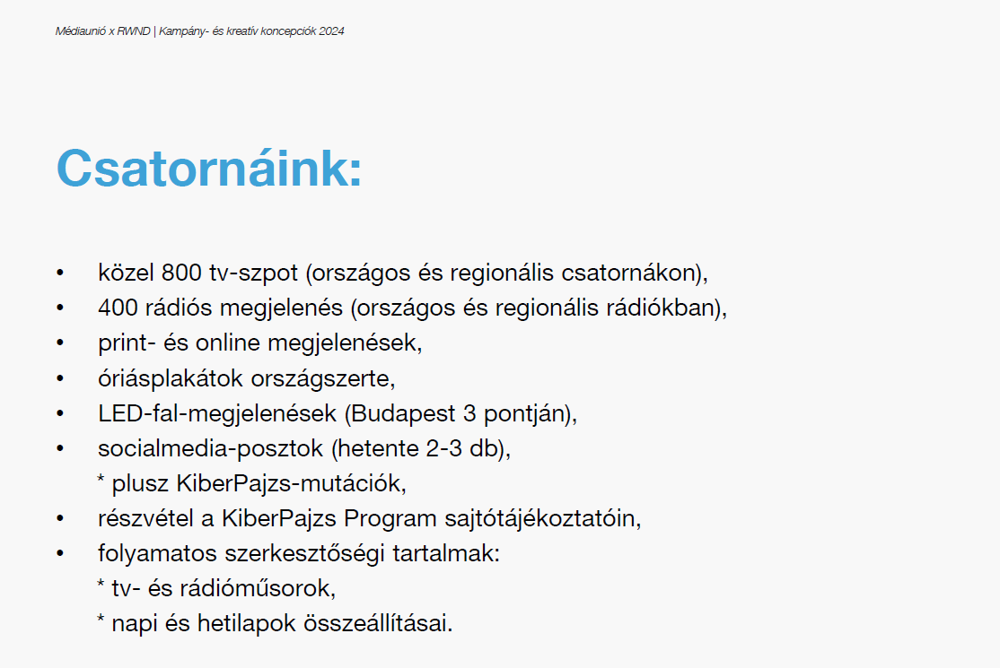 Médiaunió x RWND | Kampány- és kreatív koncepciók 2024
Csatornáink:
• közel 800 tv-szpot (országos és regionális csatornákon),
• 400 rádiós megjelenés (országos és regionális rádiókban),
• print- és online megjelenések,
• óriásplakátok országszerte,
• LED-fal-megjelenések (Budapest 3 pontján),
• socialmedia-posztok (hetente 2-3 db),
* plusz KiberPajzs-mutációk,
• részvétel a KiberPajzs Program sajtótájékoztatóin,
• folyamatos szerkesztőségi tartalmak:
* tv- és rádióműsorok,
* napi és hetilapok összeállításai.